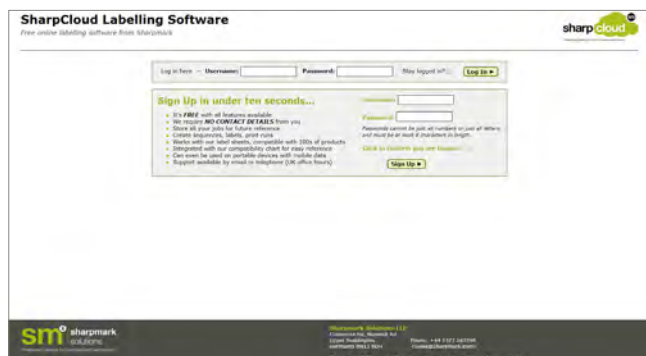 SharpCloud Labelling Software
Free online labelling software from Sharpmark
sharp cloud
Log in here -- Username: Password: Stay logged in? Log In ►
Sign Up in under ten seconds...
It's FREE with all features available
We require NO CONTACT DETAILS from you
Store all your jobs for future reference
Create sequences, labels, print runs
Works with our label sheets, compatible with 100s of products
Integrated with our compatibility chart for easy reference
Can even be used on portable devices with mobile data
Support available by email or telephone (UK office hours)
Username:
Password:
Passwords cannot be just all numbers or just all letters,
and must be at least 8 characters in length.
Click to confirm you are human:
Sign Up ►
sm sharpmark
solutions
Sharpmark Solutions LLP